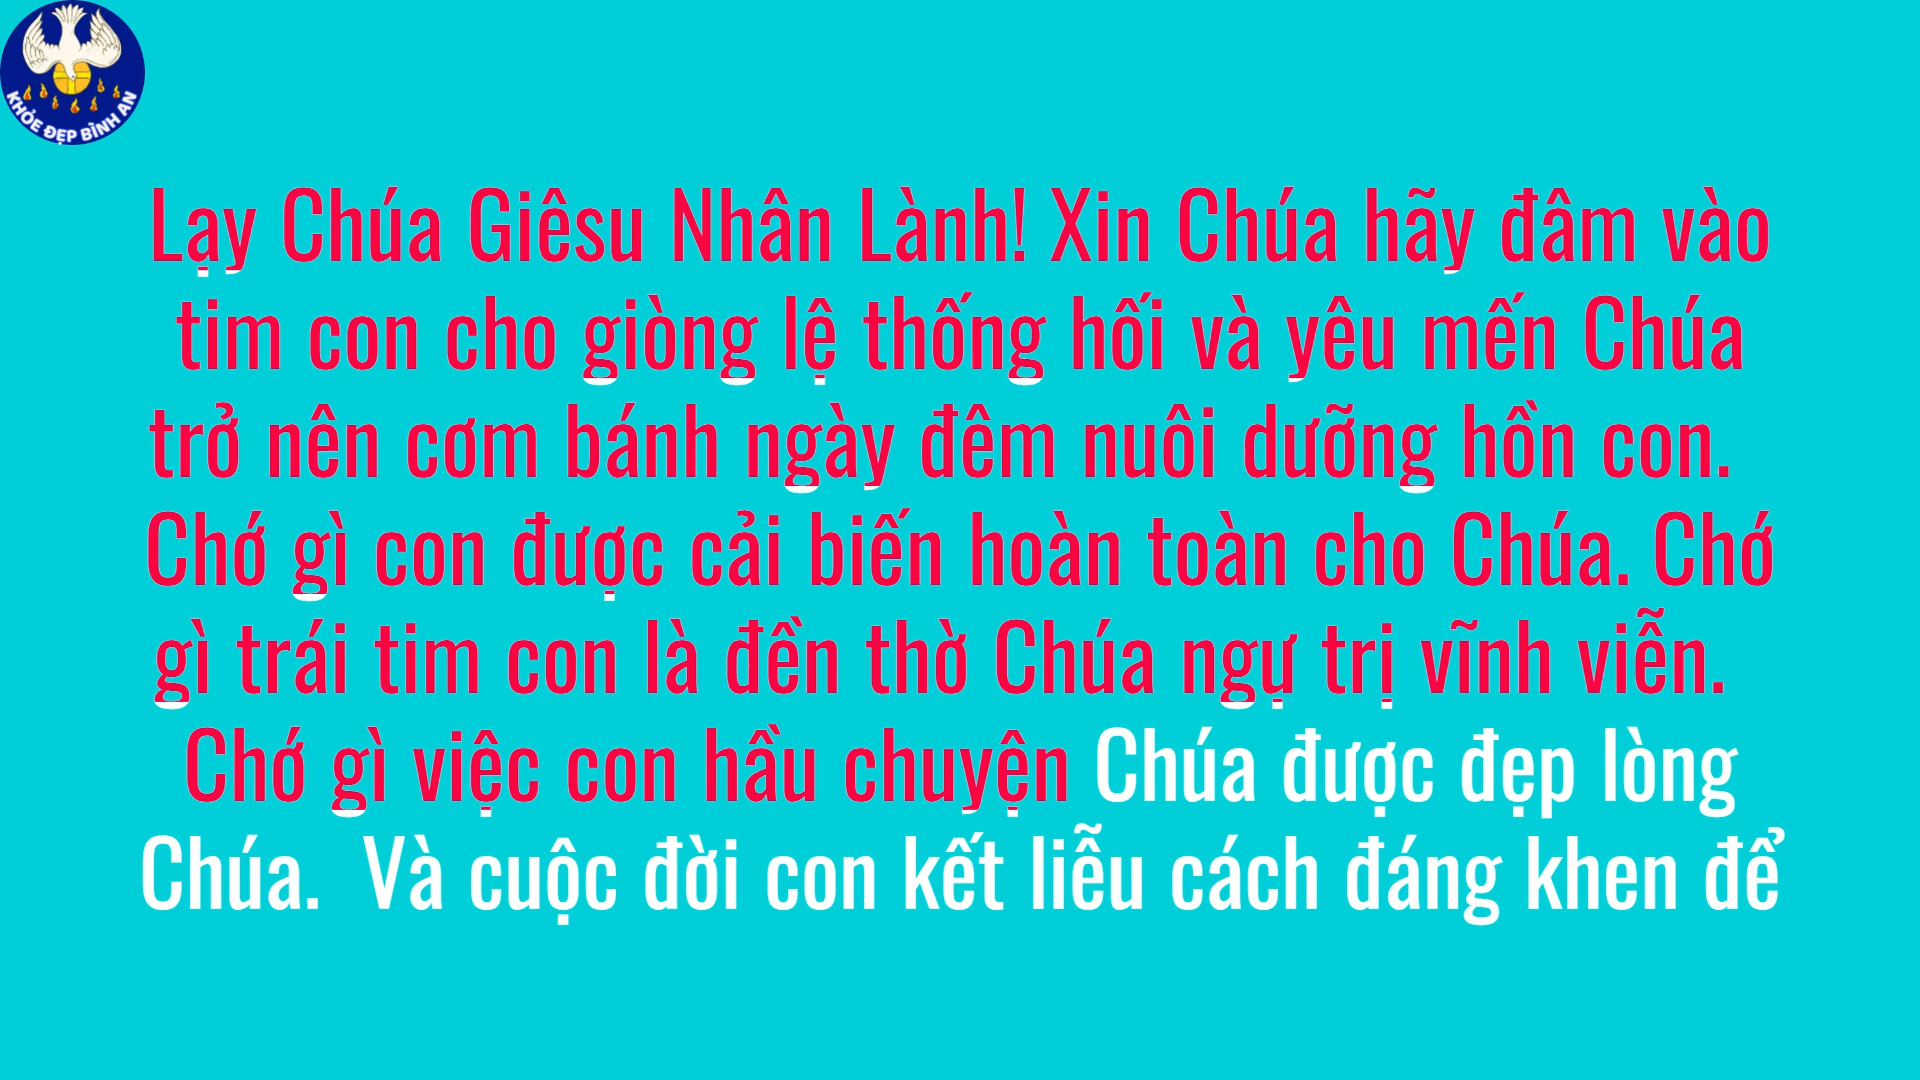 KHỎE ĐẸP BÌNH AN
Lạy Chúa Giêsu Nhân Lành! Xin Chúa hãy đâm vào
tim con cho giòng lệ thống hối và yêu mến Chúa
trở nên cơm bánh ngày đêm nuôi dưỡng hồn con.
Chớ gì con được cải biến hoàn toàn cho Chúa. Chớ
gì trái tim con là đền thờ Chúa ngự trị vĩnh viễn.
Chớ gì việc con hầu chuyện Chúa được đẹp lòng
Chúa. Và cuộc đời con kết liễu cách đáng khen để